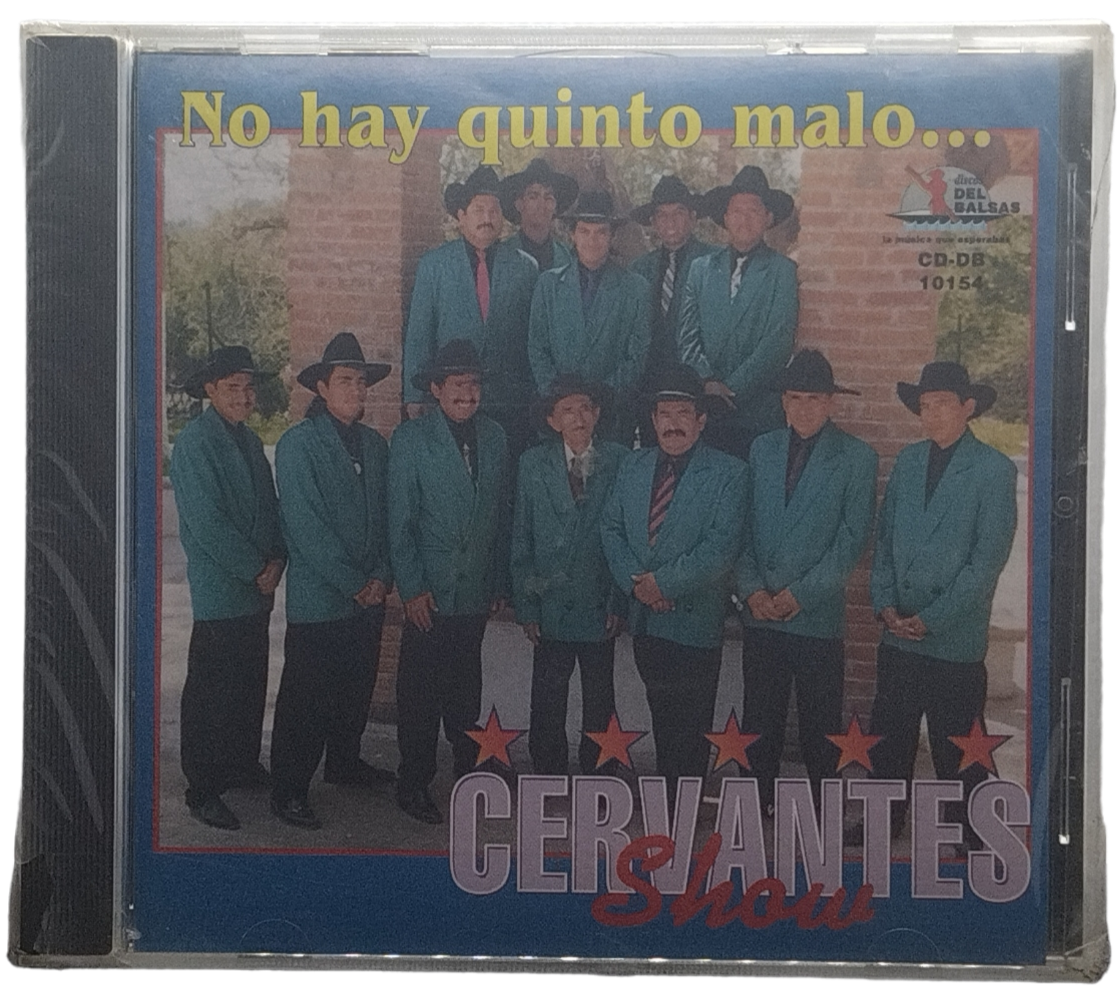 No hay quinto malo...
discos
DEL
BALSAS
la música que esperabas
CD-DB
10154
CERVANTES
Show